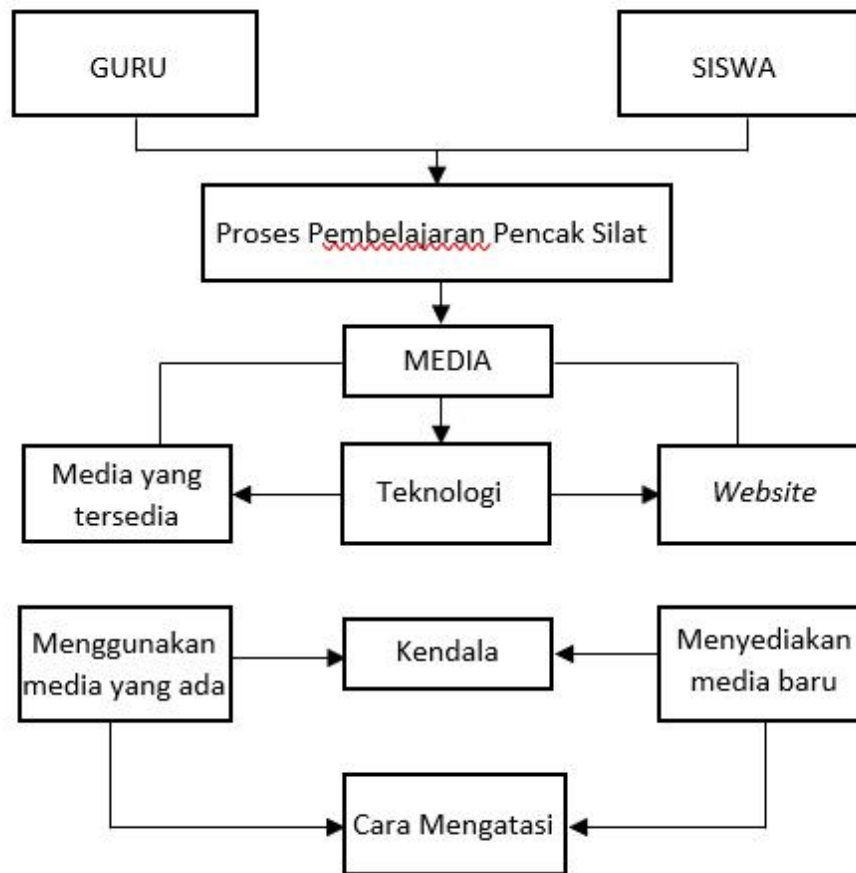 GURU
SISWA
Proses Pembelajaran Pencak Silat
MEDIA
Media yang
tersedia
Teknologi
Website
Menggunakan
media yang ada
Kendala
Menyediakan
media baru
Cara Mengatasi